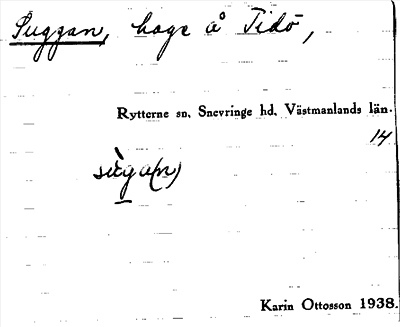 Suggan, hage å Tidö,
Rytterne sn. Snevringe hd. Västmanlands län.
14
sùga(n)
Karin Ottosson 1938.